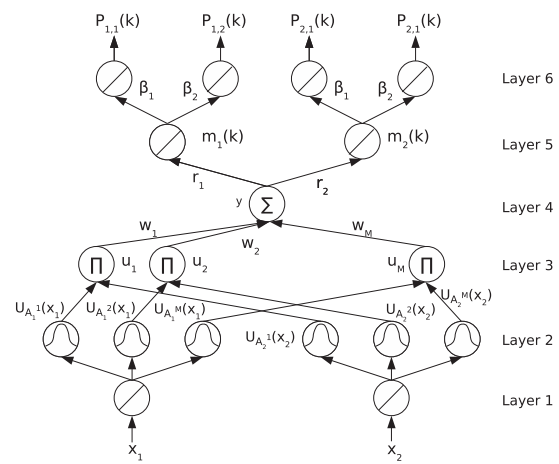 P1,1(k) P1,2(k) P2,1(k) P2,1(k)
β1 β2 β1 β2 Layer 6
m1(k) m2(k) Layer 5
r1 r2
y Σ Layer 4
w1 w2 wM
Π u1 Π u2 uM Π Layer 3
UA11(x1) UA12(x1) UA1M(x1) UA21(x2) UA22(x2) UA2M(x2)
Layer 2
Layer 1
x1 x2